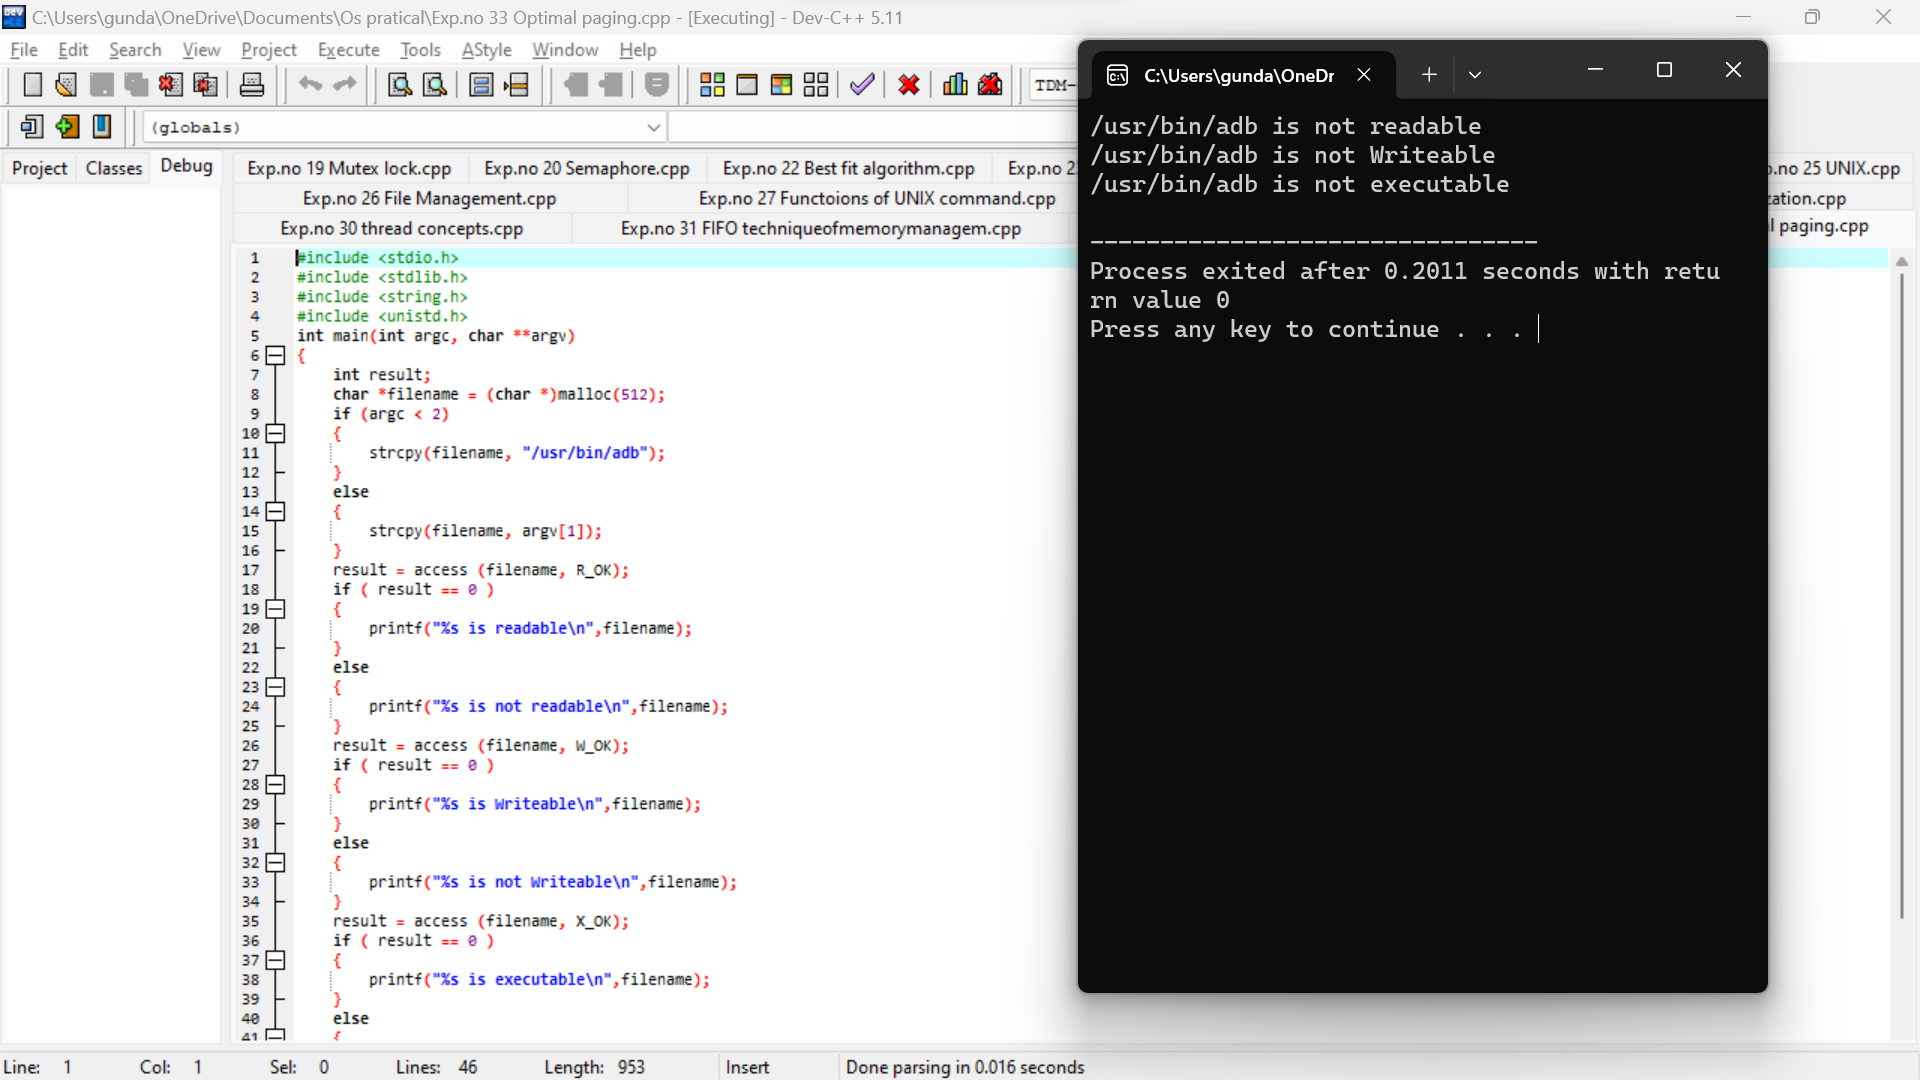 C:\Users\gunda\OneDrive\Documents\Os pratical\Exp.no 33 Optimal paging.cpp - [Executing] - Dev-C++ 5.11
File Edit Search View Project Execute Tools AStyle Window Help
TDM-
(globals)
Project Classes Debug
Exp.no 19 Mutex lock.cpp Exp.no 20 Semaphore.cpp Exp.no 22 Best fit algorithm.cpp Exp.no 2 .no 25 UNIX.cpp
Exp.no 26 File Management.cpp Exp.no 27 Functoions of UNIX command.cpp zation.cpp
Exp.no 30 thread concepts.cpp Exp.no 31 FIFO techniqueofmemorymanagem.cpp l paging.cpp
1 #include <stdio.h>
2 #include <stdlib.h>
3 #include <string.h>
4 #include <unistd.h>
5 int main(int argc, char **argv)
6 {
7 int result;
8 char *filename = (char *)malloc(512);
9 if (argc < 2)
10 {
11 strcpy(filename, "/usr/bin/adb");
12 }
13 else
14 {
15 strcpy(filename, argv[1]);
16 }
17 result = access (filename, R_OK);
18 if ( result == 0 )
19 {
20 printf("%s is readable\n",filename);
21 }
22 else
23 {
24 printf("%s is not readable\n",filename);
25 }
26 result = access (filename, W_OK);
27 if ( result == 0 )
28 {
29 printf("%s is Writeable\n",filename);
30 }
31 else
32 {
33 printf("%s is not Writeable\n",filename);
34 }
35 result = access (filename, X_OK);
36 if ( result == 0 )
37 {
38 printf("%s is executable\n",filename);
39 }
40 else
41 {
C:\Users\gunda\OneDr
/usr/bin/adb is not readable
/usr/bin/adb is not Writeable
/usr/bin/adb is not executable
--------------------------------
Process exited after 0.2011 seconds with retu
rn value 0
Press any key to continue . . .
Line: 1 Col: 1 Sel: 0 Lines: 46 Length: 953 Insert Done parsing in 0.016 seconds